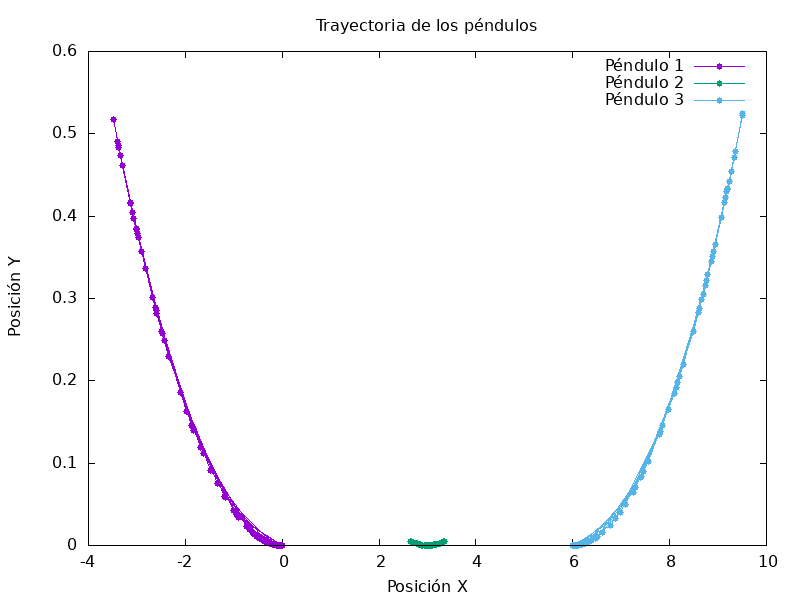 Trayectoria de los péndulos
0.6
0.5
0.4
0.3
0.2
0.1
0
Posición Y
Péndulo 1
Péndulo 2
Péndulo 3
-4 -2 0 2 4 6 8 10
Posición X